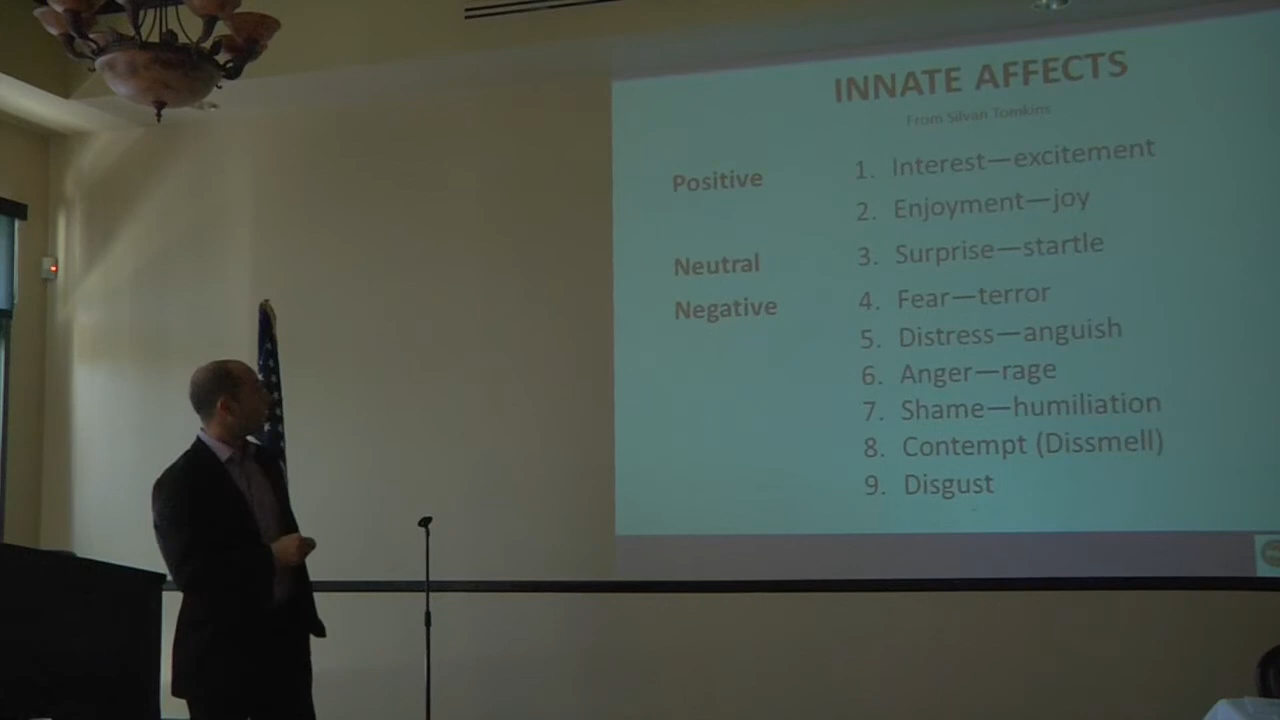 INNATE AFFECTS
From Silvan Tomkins
Positive 1. Interest—excitement
2. Enjoyment—joy
Neutral 3. Surprise—startle
Negative 4. Fear—terror
5. Distress—anguish
6. Anger—rage
7. Shame—humiliation
8. Contempt (Dissmell)
9. Disgust